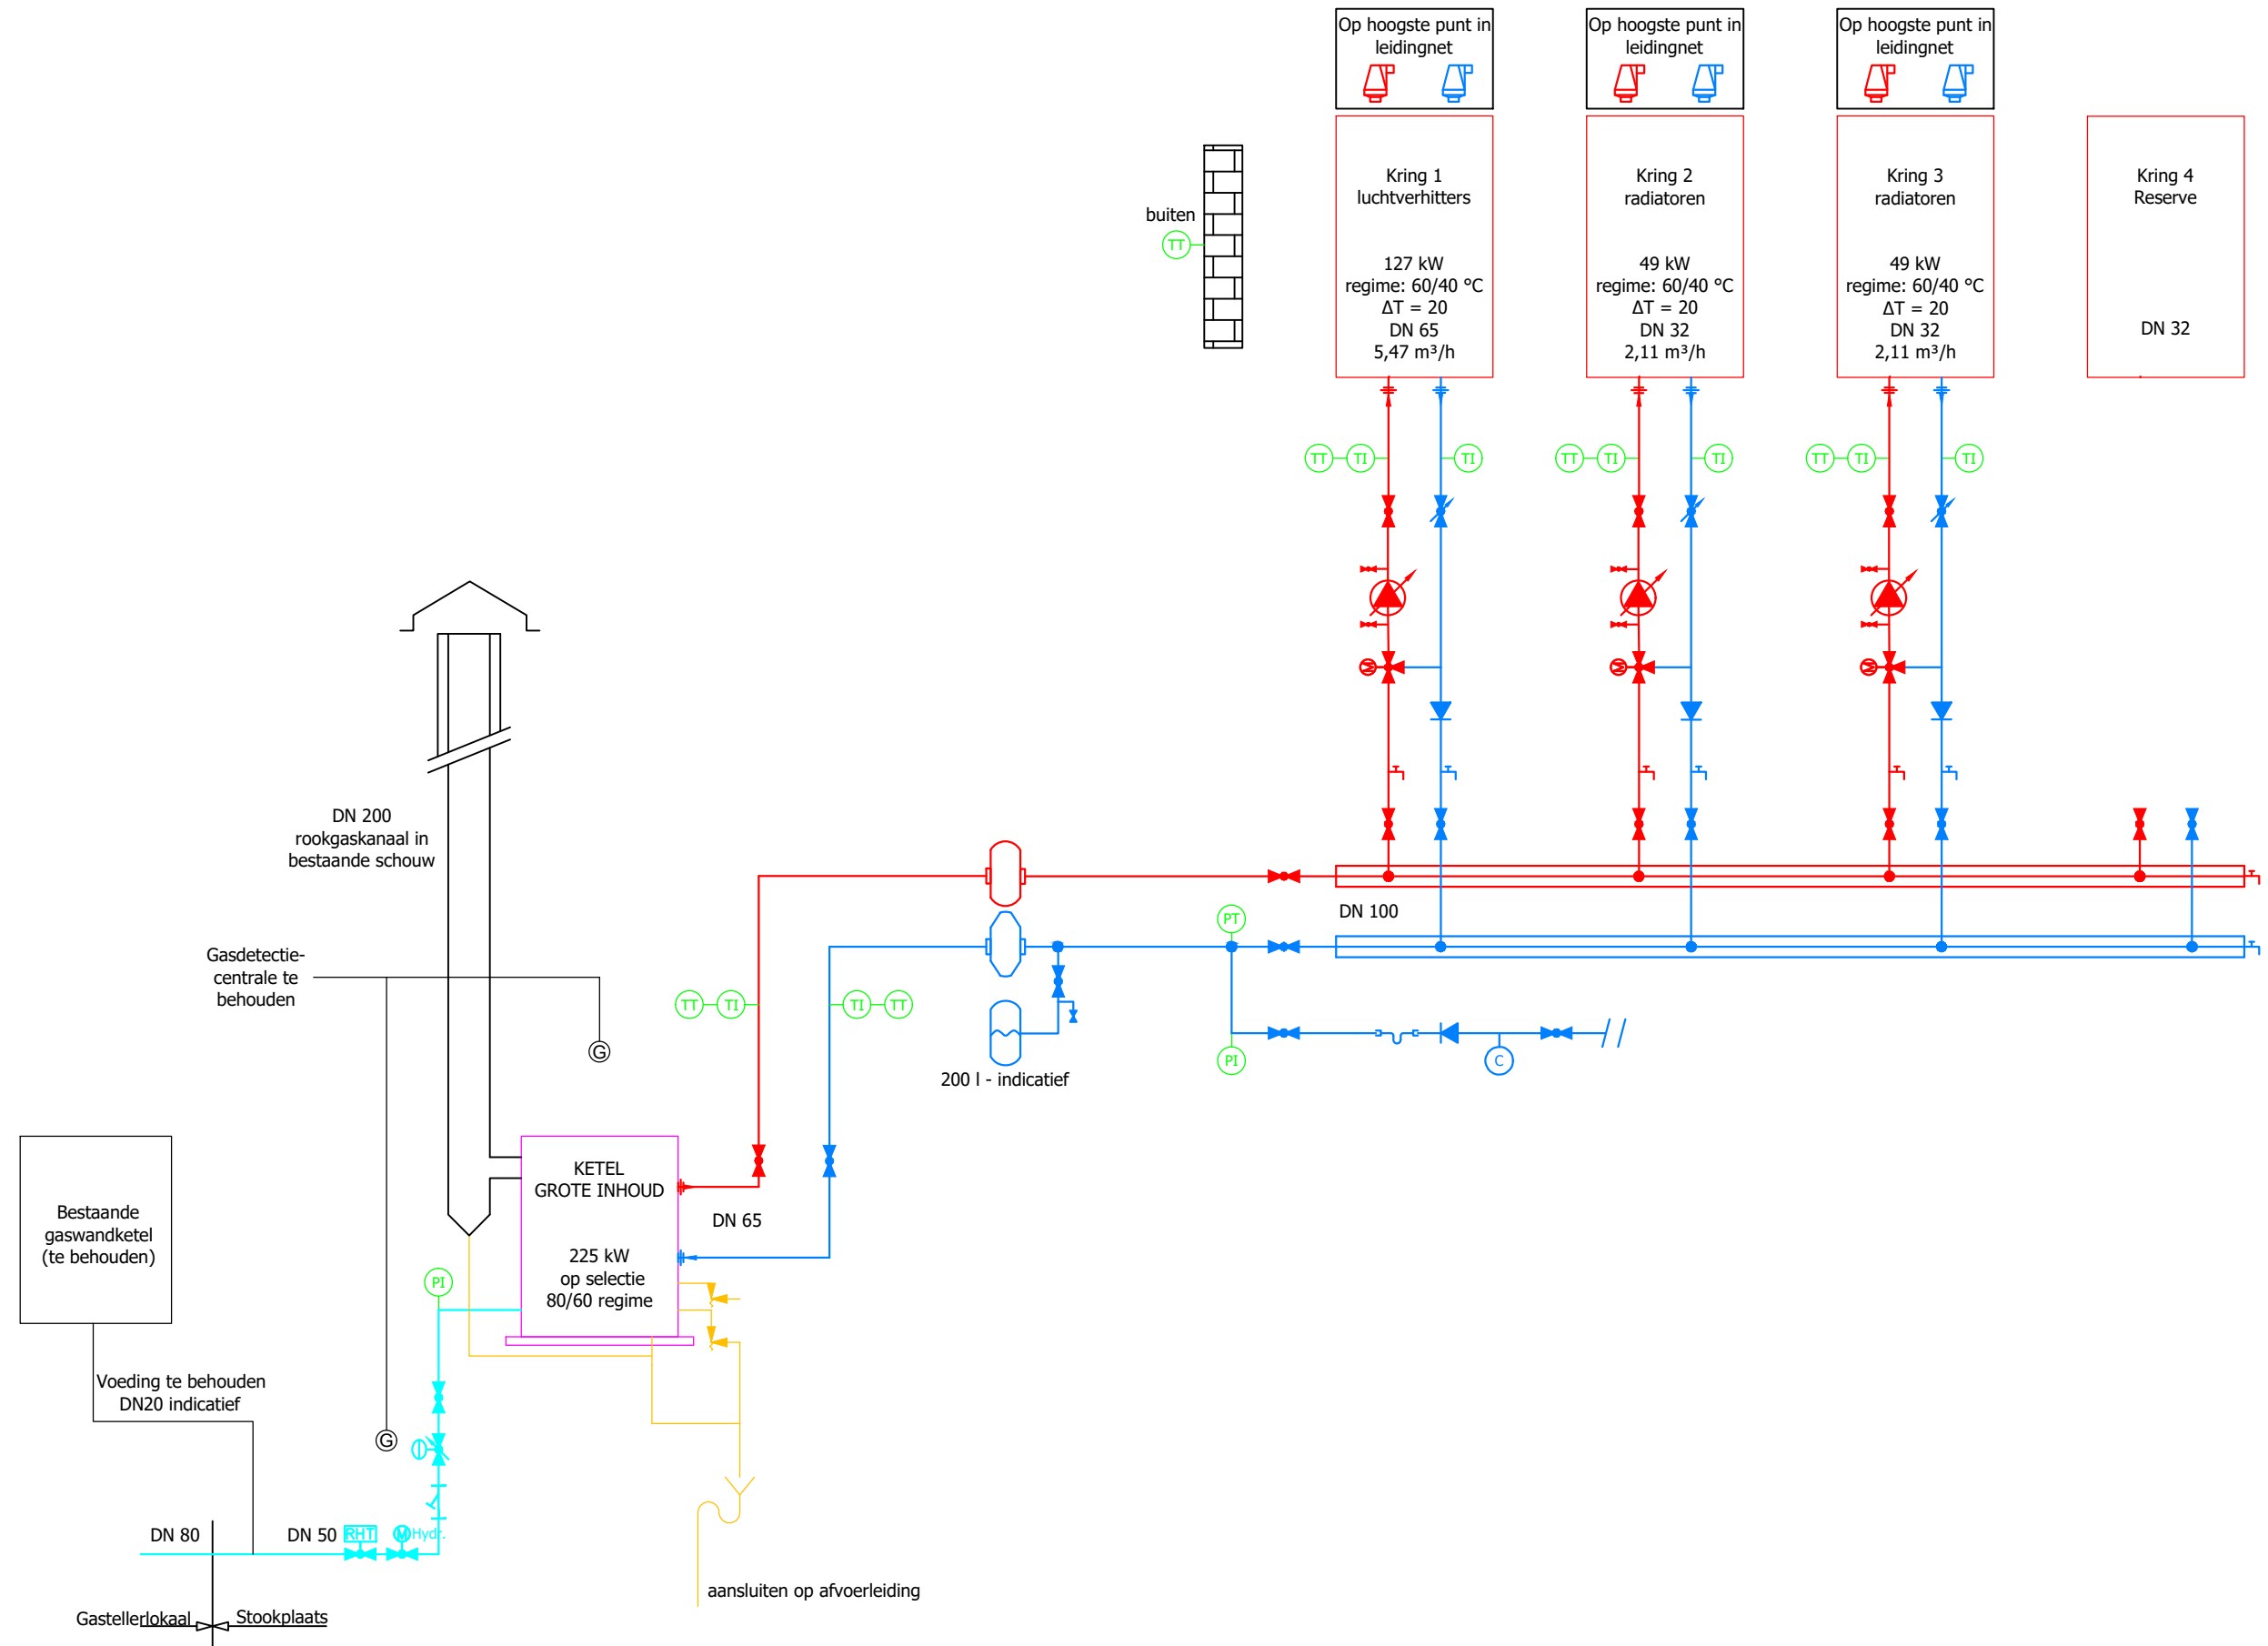 Op hoogste punt in
leidingnet
Op hoogste punt in
leidingnet
Op hoogste punt in
leidingnet
Kring 1
luchtverhitters
127 kW
regime: 60/40 °C
ΔT = 20
DN 65
5,47 m³/h
Kring 2
radiatoren
49 kW
regime: 60/40 °C
ΔT = 20
DN 32
2,11 m³/h
Kring 3
radiatoren
49 kW
regime: 60/40 °C
ΔT = 20
DN 32
2,11 m³/h
Kring 4
Reserve
DN 32
buiten
TT
TT
TI
TI
TT
TI
TI
TT
TI
TI
M
M
M
DN 200
rookgaskanaal in
bestaande schouw
DN 100
PT
Gasdetectie-
centrale te
behouden
TT
TI
TI
TT
G
PI
C
200 l - indicatief
KETEL
GROTE INHOUD
225 kW
op selectie
80/60 regime
DN 65
Bestaande
gaswandketel
(te behouden)
PI
Voeding te behouden
DN20 indicatief
G
DN 80
DN 50
RHT
M
Hydr.
aansluiten op afvoerleiding
Gastellerlokaal
Stookplaats